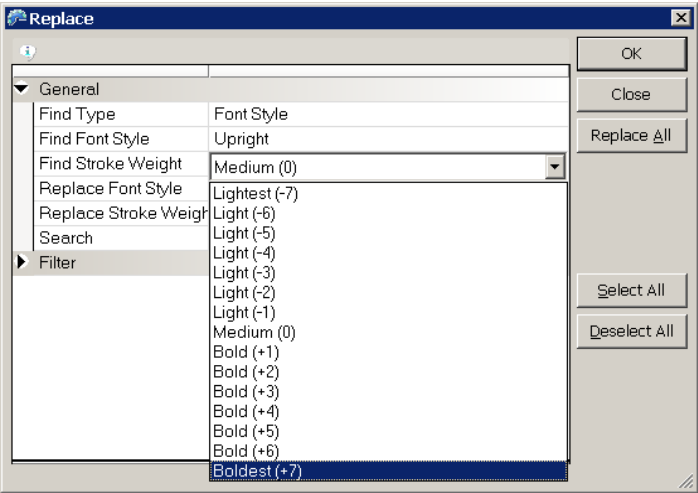 Replace
OK
Close
Replace All
Select All
Deselect All
General
Find Type Font Style
Find Font Style Upright
Find Stroke Weight Medium (0)
Replace Font Style
Replace Stroke Weigh
Search
Filter
Lightest (-7)
Light (-6)
Light (-5)
Light (-4)
Light (-3)
Light (-2)
Light (-1)
Medium (0)
Bold (+1)
Bold (+2)
Bold (+3)
Bold (+4)
Bold (+5)
Bold (+6)
Boldest (+7)